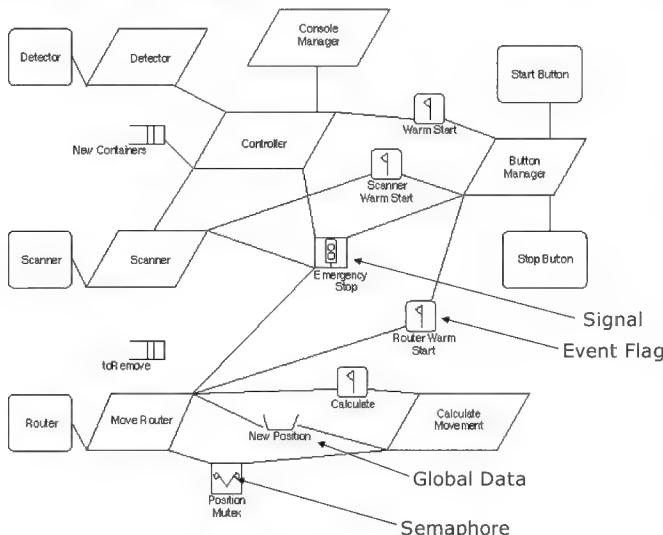 Console
Manager
Detector
Detector
Start Button
Warm Start
New Containers
Controller
Button
Manager
Scanner
Warm Start
Scanner
Scanner
Stop Buton
Emergency
Stop
Signal
Router Warm
Start
Event Flag
toRemove
Calculate
Router
Move Router
New Position
Calculate
Movement
Global Data
Position
Mutex
Semaphore